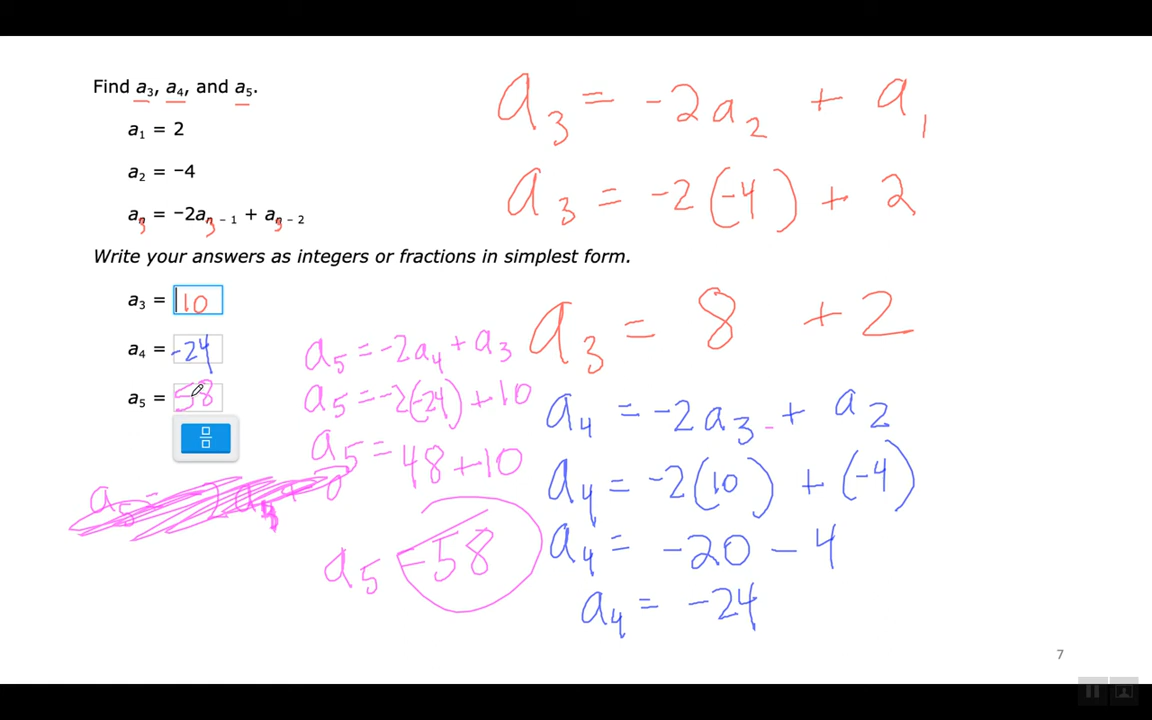 Find a₃, a₄, and a₅.
a₁ = 2
a₂ = −4
a₃ = −2a₃ ₋ ₁ + a₃ ₋ ₂
Write your answers as integers or fractions in simplest form.
a₃ = 10
a₄ = -24
a₅ = 58
a₃ = -2a₂ + a₁
a₃ = -2(-4) + 2
a₃ = 8 + 2
a₅ = -2a₄ + a₃
a₅ = -2(-24) + 10
a₅ = 48 + 10
a₅ = 58
a₄ = -2a₃ + a₂
a₄ = -2(10) + (-4)
a₄ = -20 - 4
a₄ = -24
7